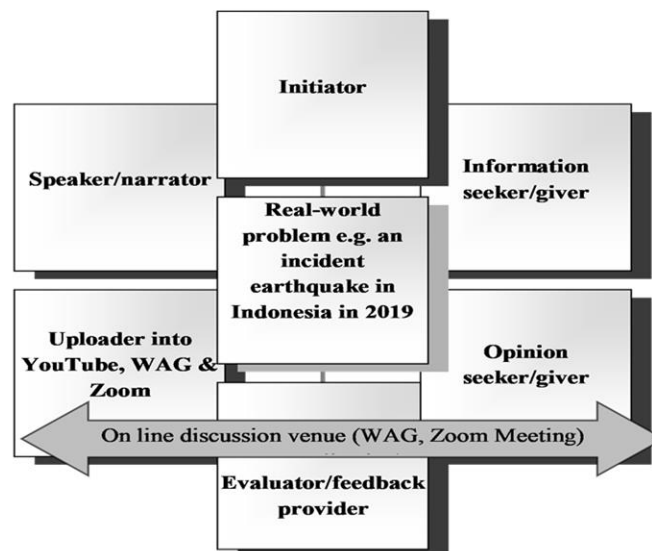 Initiator
Speaker/narrator
Information
seeker/giver
Real-world
problem e.g. an
incident
earthquake in
Indonesia in 2019
Uploader into
YouTube, WAG &
Zoom
Opinion
seeker/giver
On line discussion venue (WAG, Zoom Meeting)
Evaluator/feedback
provider